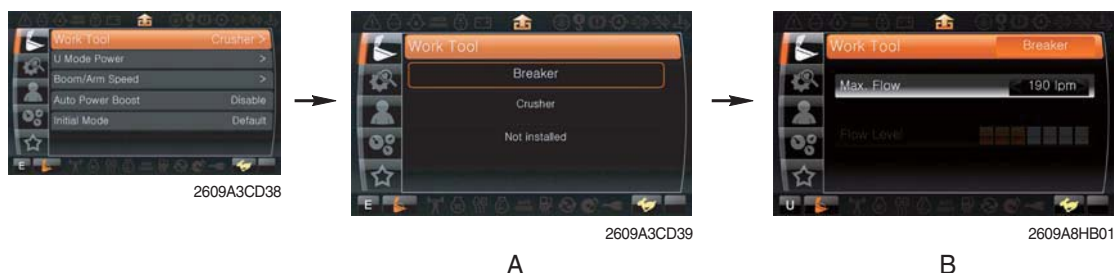 Work Tool Crusher >
U Mode Power >
Boom/Arm Speed >
Auto Power Boost Disable
Initial Mode Default
E
2609A3CD38
Work Tool
Breaker
Crusher
Not installed
E
2609A3CD39
A
Work Tool Breaker
Max. Flow < 190 lpm
Flow Level
U
2609A8HB01
B